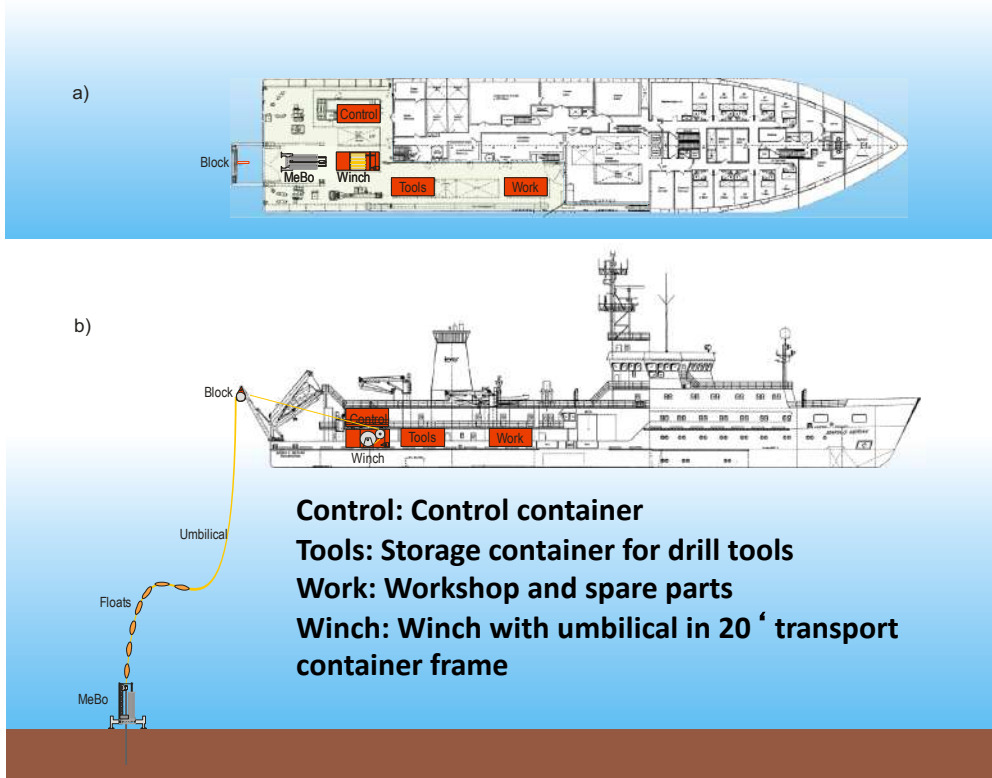 a)
Control
Block
MeBo
Winch
Tools
Work
b)
Block
Control
Tools
Work
Winch
Umbilical
Floats
MeBo
Control: Control container
Tools: Storage container for drill tools
Work: Workshop and spare parts
Winch: Winch with umbilical in 20 ‘ transport
container frame